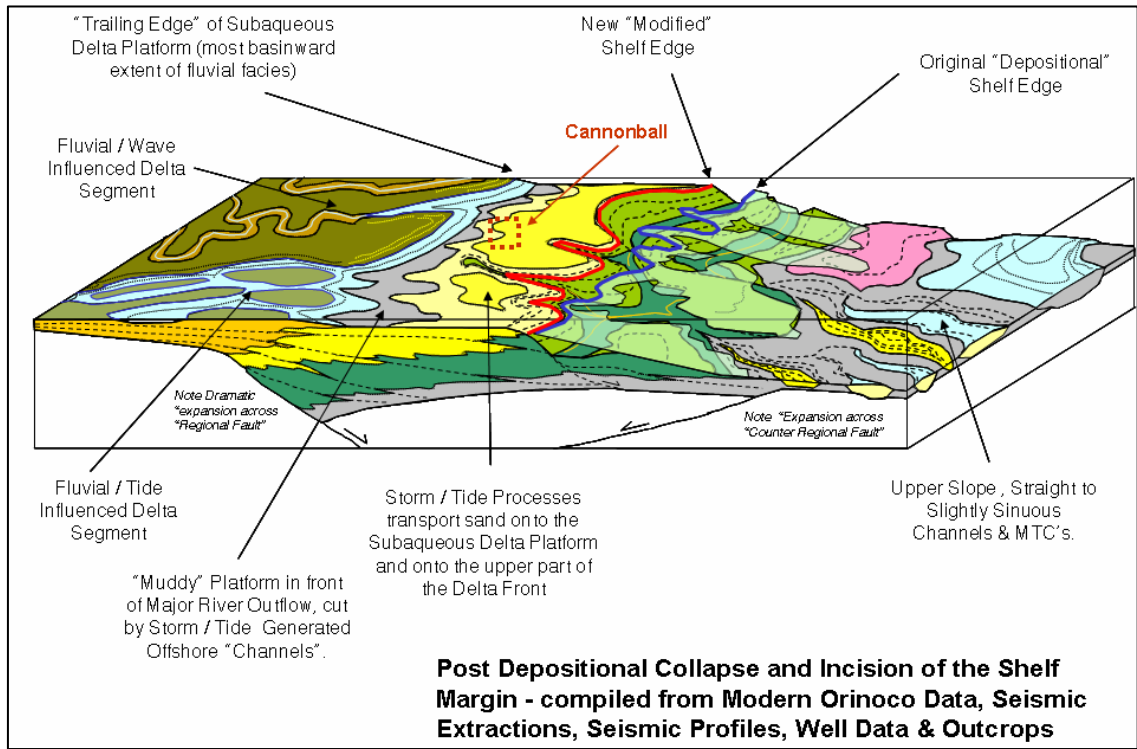 "Trailing Edge" of Subaqueous
Delta Platform (most basinward
extent of fluvial facies)
New "Modified"
Shelf Edge
Original "Depositional"
Shelf Edge
Cannonball
Fluvial / Wave
Influenced Delta
Segment
Note Dramatic
"expansion across
"Regional Fault"
Note "Expansion across
"Counter Regional Fault"
Fluvial / Tide
Influenced Delta
Segment
Storm / Tide Processes
transport sand onto the
Subaqueous Delta Platform
and onto the upper part of
the Delta Front
Upper Slope , Straight to
Slightly Sinuous
Channels & MTC's.
"Muddy" Platform in front
of Major River Outflow, cut
by Storm / Tide Generated
Offshore "Channels".
Post Depositional Collapse and Incision of the Shelf
Margin - compiled from Modern Orinoco Data, Seismic
Extractions, Seismic Profiles, Well Data & Outcrops